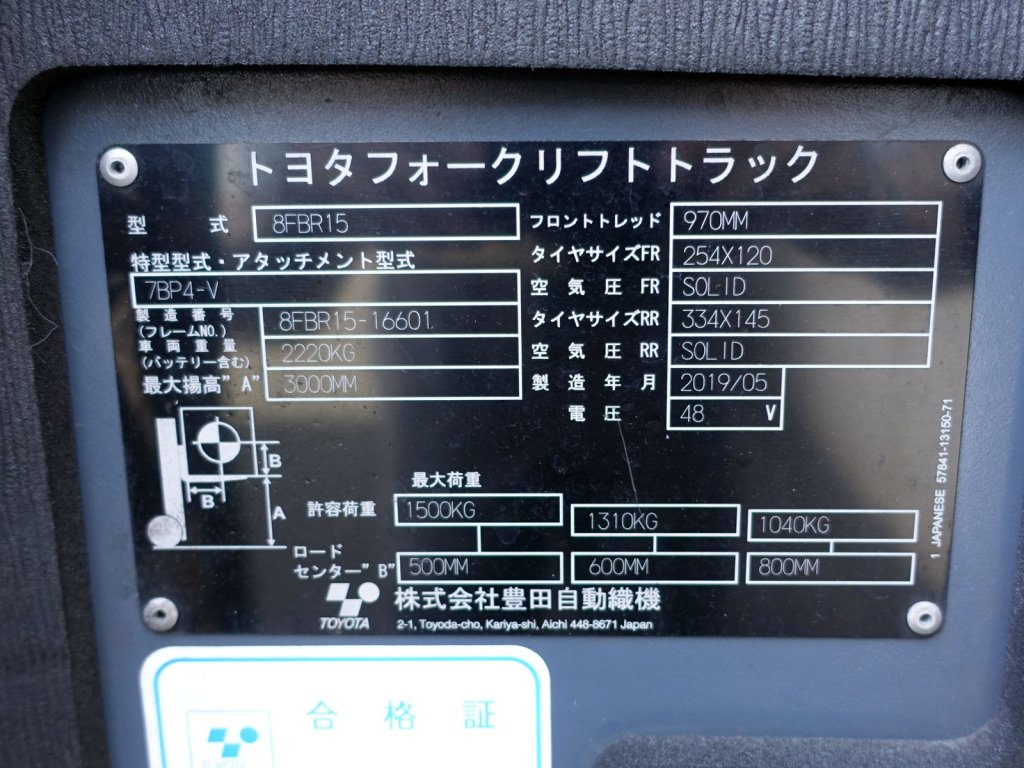 トヨタフォークリフトトラック
型 式 8FBR15
特型型式・アタッチメント型式
7BP4-V
製造番号
(フレームNO.) 8FBR15-16601
車両重量
(バッテリー含む) 2220KG
最大揚高"A" 3000MM
フロントトレッド 970MM
タイヤサイズFR 254X120
空気圧 FR SOLID
タイヤサイズRR 334X145
空気圧 RR SOLID
製造年月 2019/05
電圧 48 V
B
B
A
最大荷重
許容荷重 1500KG 1310KG 1040KG
ロード
センター"B" 500MM 600MM 800MM
TOYOTA
株式会社豊田自動織機
2-1, Toyoda-cho, Kariya-shi, Aichi 448-8671 Japan
1 JAPANESE 57841-13150-71
合格証
TOYOTA